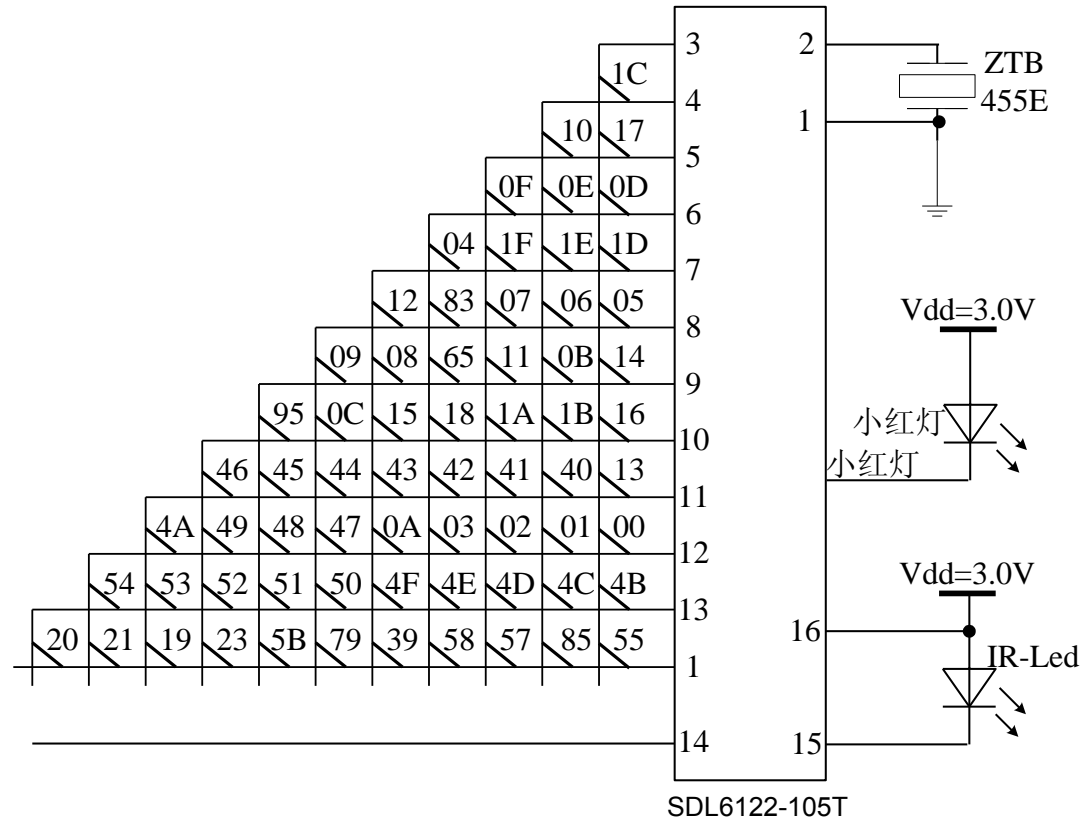 3 2
ZTB
1C
455E
4
1
10 17
5
0F 0E 0D
6
04 1F 1E 1D
7
12 83 07 06 05
Vdd=3.0V
8
09 08 65 11 0B 14
9
95 0C 15 18 1A 1B 16
小红灯
10
小红灯
46 45 44 43 42 41 40 13
11
4A 49 48 47 0A 03 02 01 00
12
Vdd=3.0V
54 53 52 51 50 4F 4E 4D 4C 4B
13
16
20 21 19 23 5B 79 39 58 57 85 55
IR-Led
1
14 15
SDL6122-105T